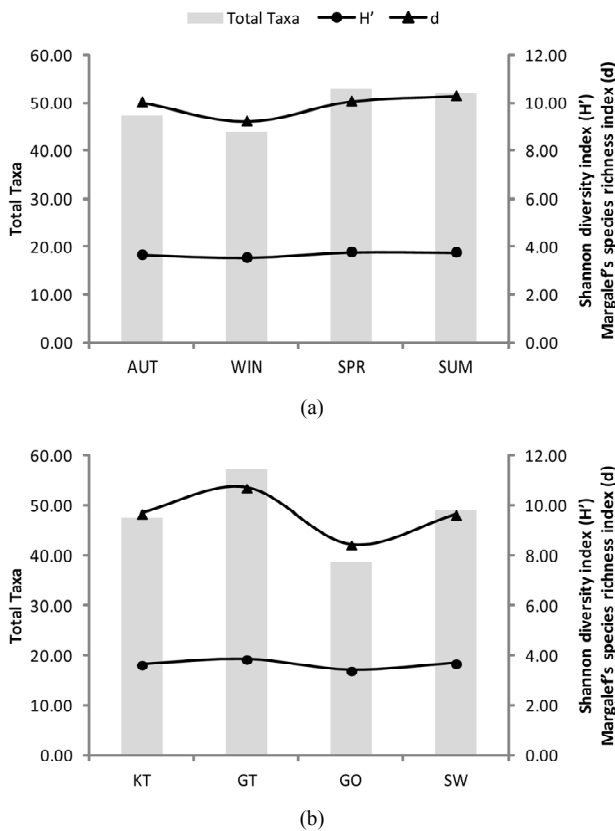 Total Taxa H' d
60.00
50.00
40.00
30.00
20.00
10.00
0.00
Total Taxa
12.00
10.00
8.00
6.00
4.00
2.00
0.00
Shannon diversity index (H')
Margalef's species richness index (d)
AUT WIN SPR SUM
(a)
60.00
50.00
40.00
30.00
20.00
10.00
0.00
Total Taxa
12.00
10.00
8.00
6.00
4.00
2.00
0.00
Shannon diversity index (H')
Margalef's species richness index (d)
KT GT GO SW
(b)